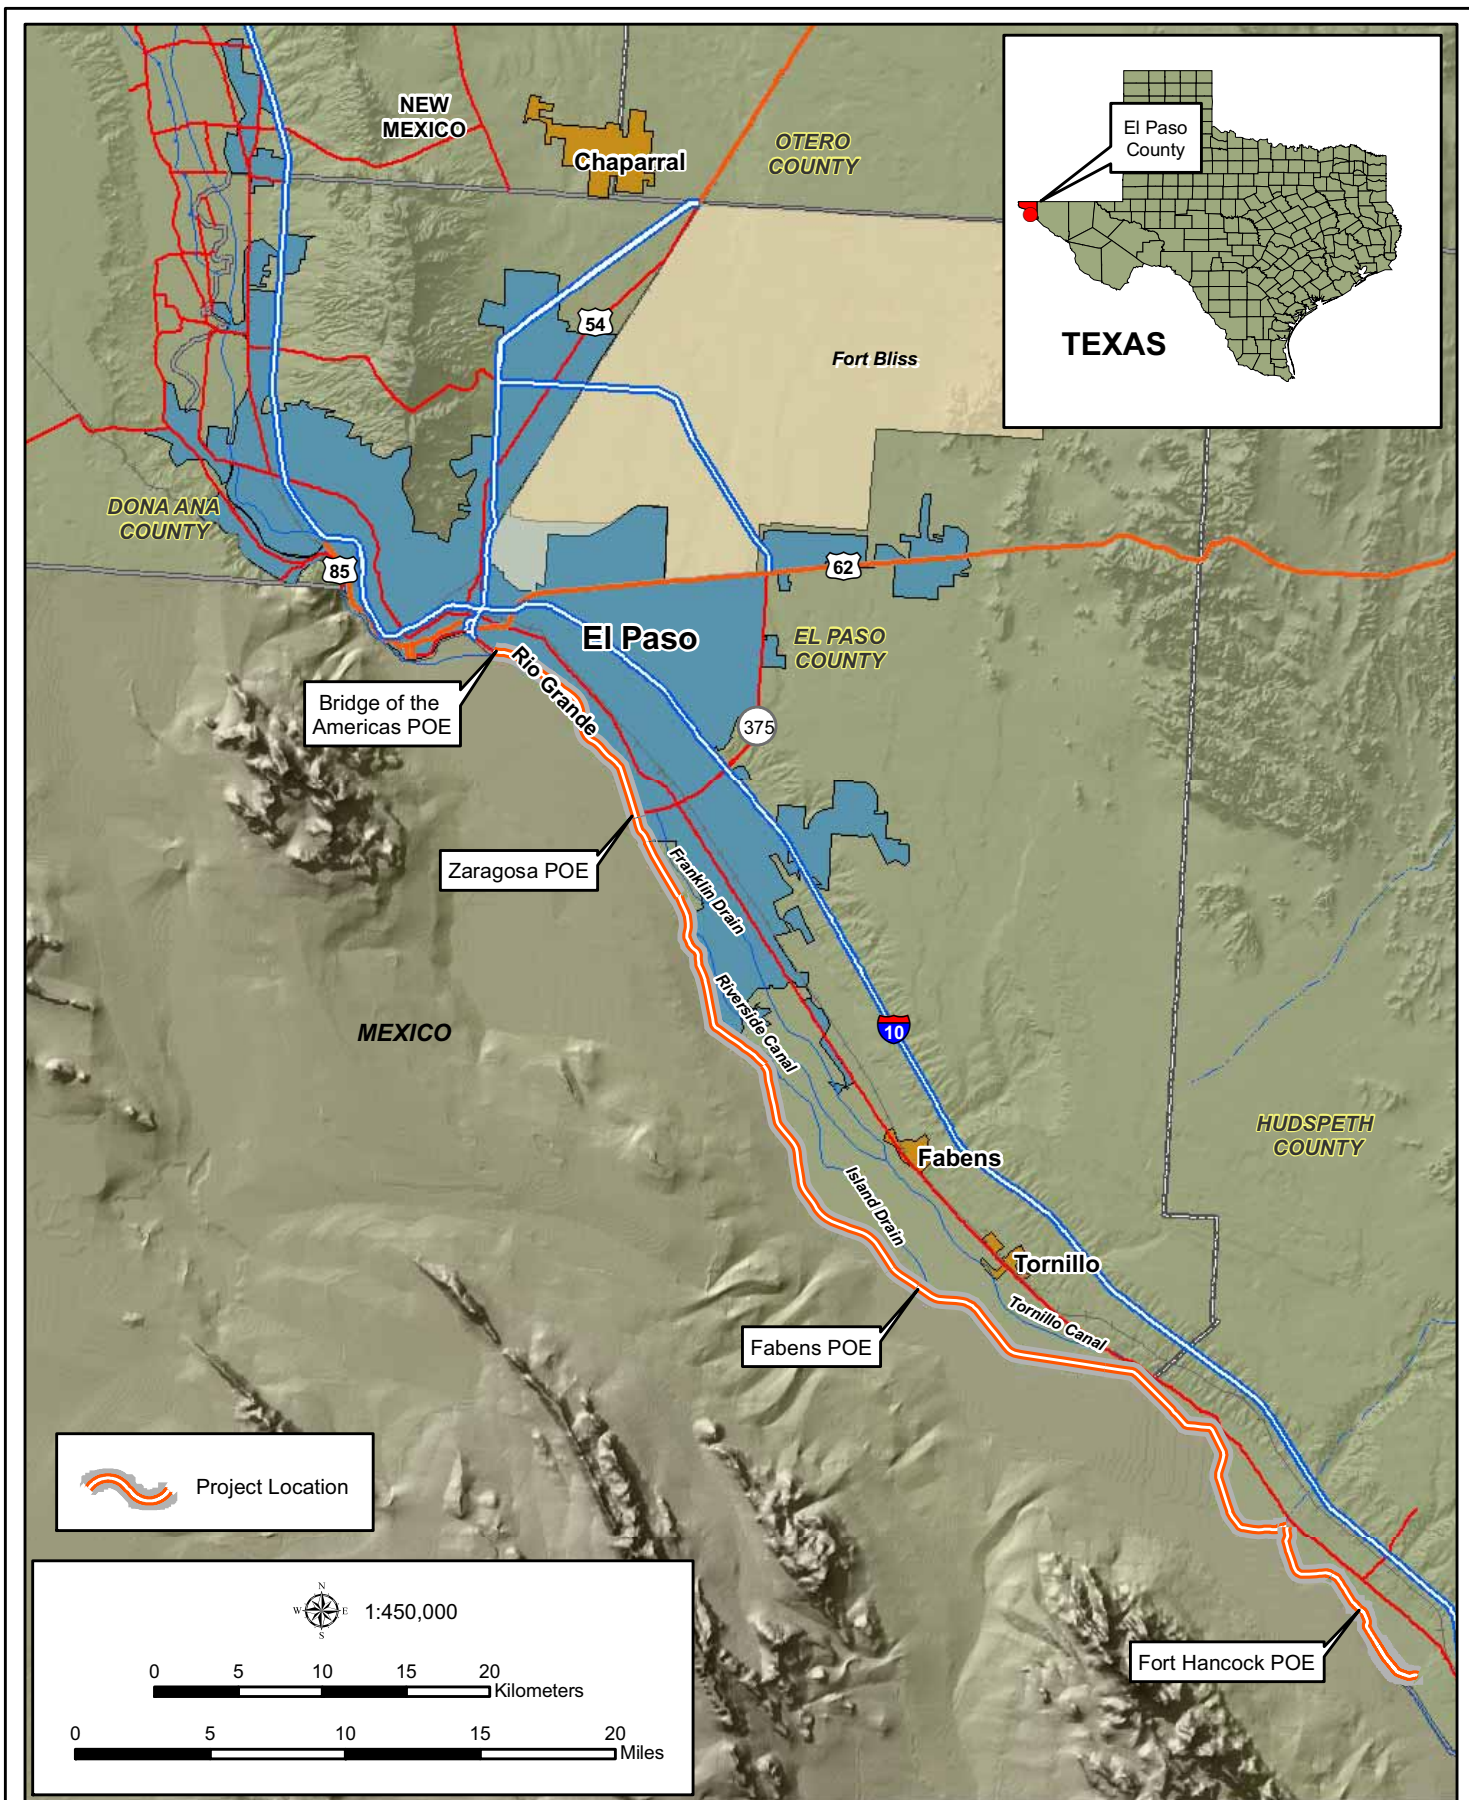 NEW
MEXICO
Chaparral
OTERO
COUNTY
El Paso
County
TEXAS
54
Fort Bliss
DONA ANA
COUNTY
85
62
El Paso
EL PASO
COUNTY
Rio Grande
Bridge of the
Americas POE
375
Zaragosa POE
Franklin Drain
Riverside Canal
MEXICO
10
HUDSPETH
COUNTY
Fabens
Island Drain
Tornillo
Tornillo Canal
Fabens POE
Project Location
N
W E
S
1:450,000
0 5 10 15 20
Kilometers
0 5 10 15 20
Miles
Fort Hancock POE